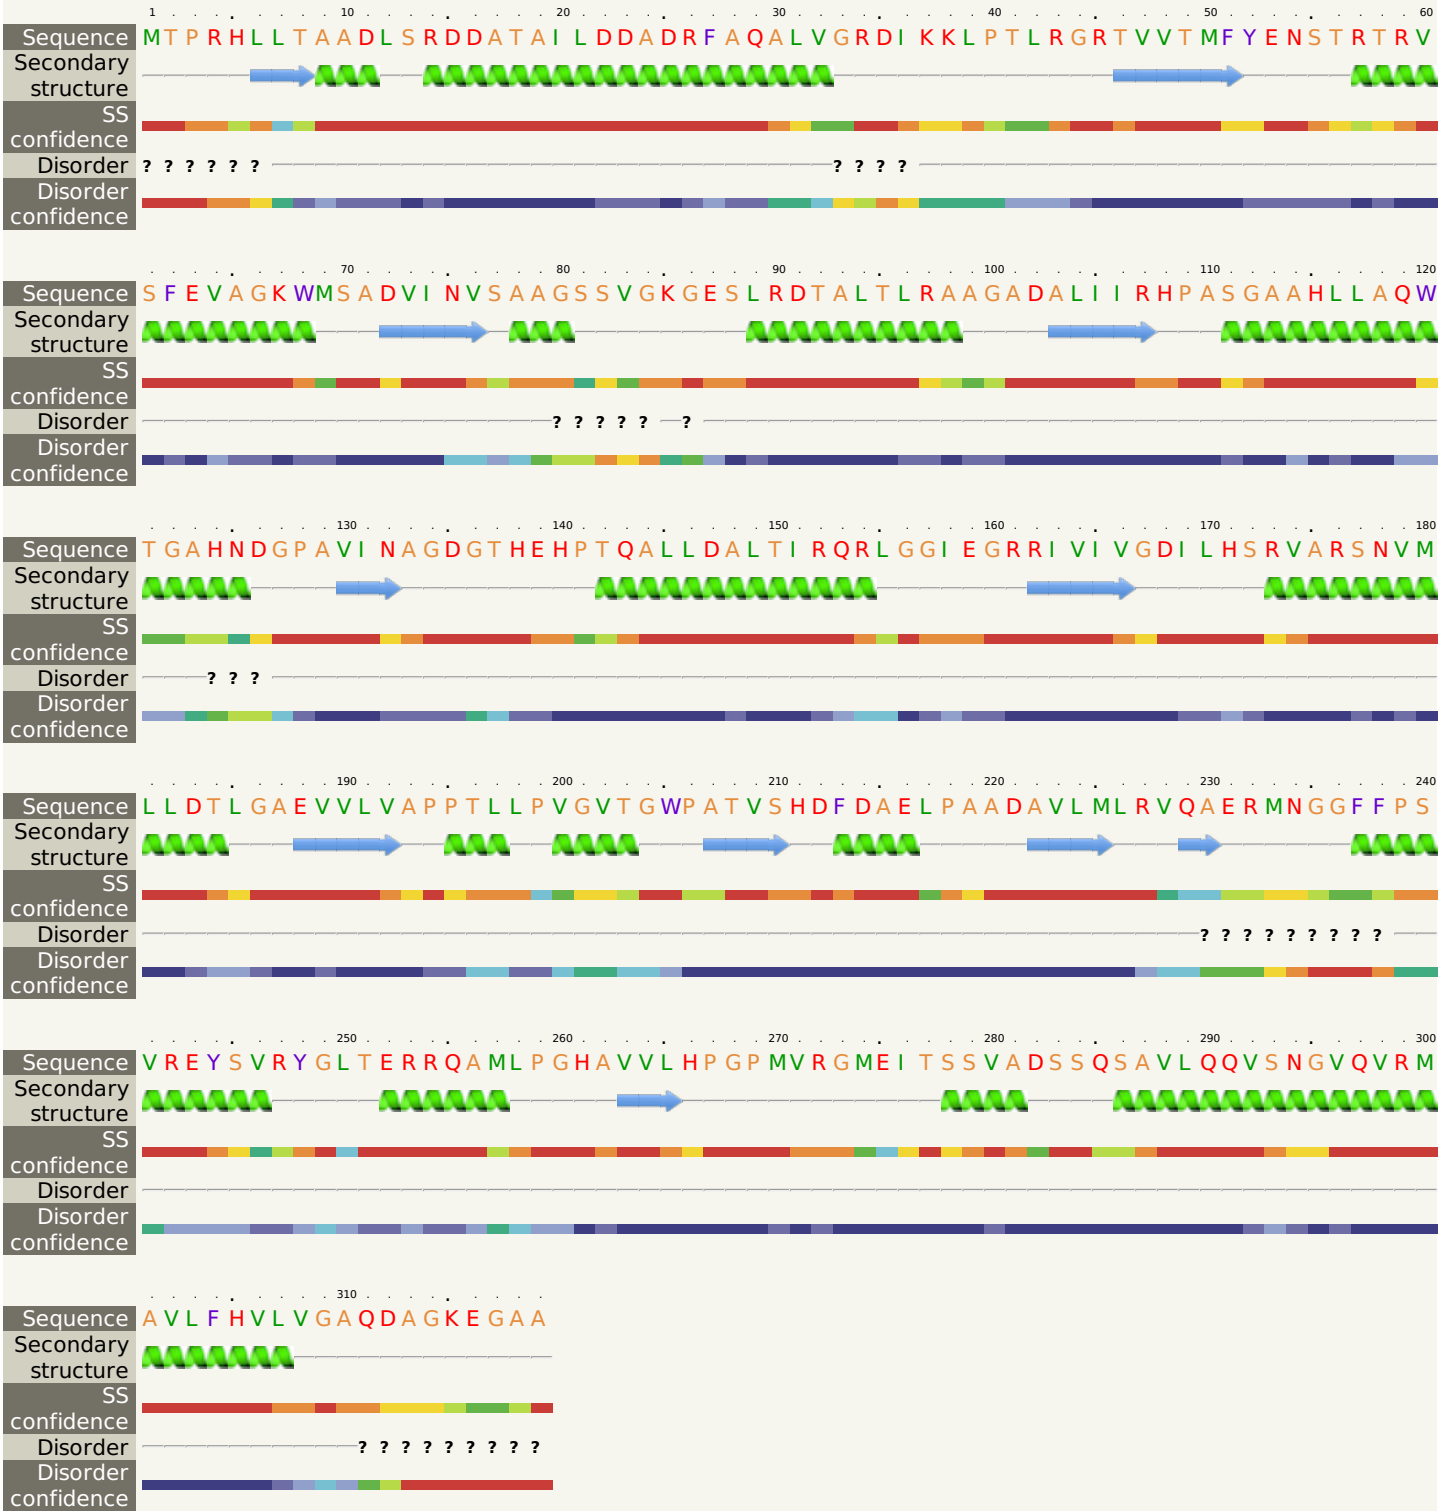 1 10 20 30 40 50 60
Sequence MTPRHLLTAADLSRDDATAILDDADRFAQALVGRDIKKLPTLRGRTVVTMFYENSTRTRV
Secondary
structure
SS
confidence
Disorder ? ? ? ? ? ? ? ? ? ?
Disorder
confidence
70 80 90 100 110 120
Sequence SFEVAGKWMSADVINVSAAGSSVGKGESLRDTALTLRAAGADALIIRHPASGAAHLLAQW
Secondary
structure
SS
confidence
Disorder ? ? ? ? ? ?
Disorder
confidence
130 140 150 160 170 180
Sequence TGAHNDGPAVINAGDGTHEHPTQALLDALTIRQRLGGIEGRRIVIVGDILHSRVARSNVM
Secondary
structure
SS
confidence
Disorder ? ? ?
Disorder
confidence
190 200 210 220 230 240
Sequence LLDTLGAEVVLVAPPTLLPVGVTGWPATVSHDFDAELPAADAVLMLRVQAERMNGGFFPS
Secondary
structure
SS
confidence
Disorder ? ? ? ? ? ? ? ? ?
Disorder
confidence
250 260 270 280 290 300
Sequence VREYSVRYGLTERRQAMLPGHAVVLHPGPMVRGMEITSSVADSSQSAVLQQVSNGVQVRM
Secondary
structure
SS
confidence
Disorder
Disorder
confidence
310
Sequence AVLFHVLVGAQDAGKEGAA
Secondary
structure
SS
confidence
Disorder ? ? ? ? ? ? ? ? ?
Disorder
confidence